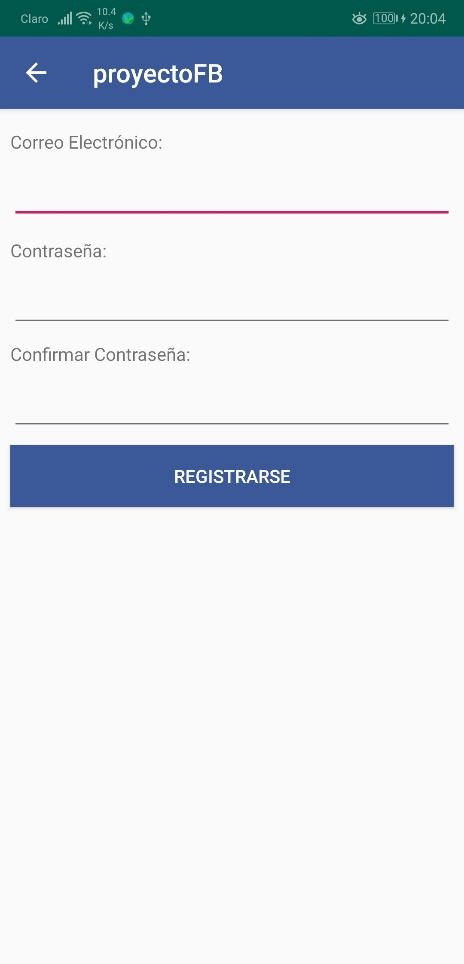 Claro 10.4 K/s 100 20:04
proyectoFB
Correo Electrónico:
Contraseña:
Confirmar Contraseña:
REGISTRARSE